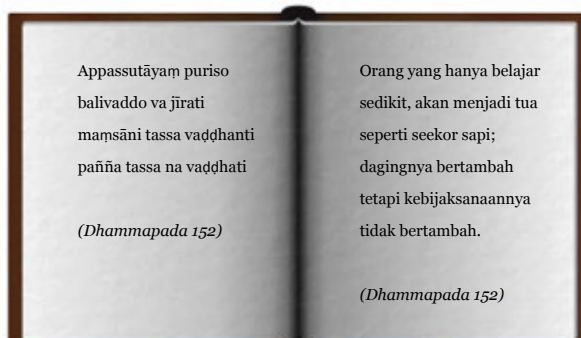 Appassutāyaṃ puriso
balivaddo va jīrati
maṃsāni tassa vaḍḍhanti
pañña tassa na vaḍḍhati
(Dhammapada 152)
Orang yang hanya belajar
sedikit, akan menjadi tua
seperti seekor sapi;
dagingnya bertambah
tetapi kebijaksanaannya
tidak bertambah.
(Dhammapada 152)